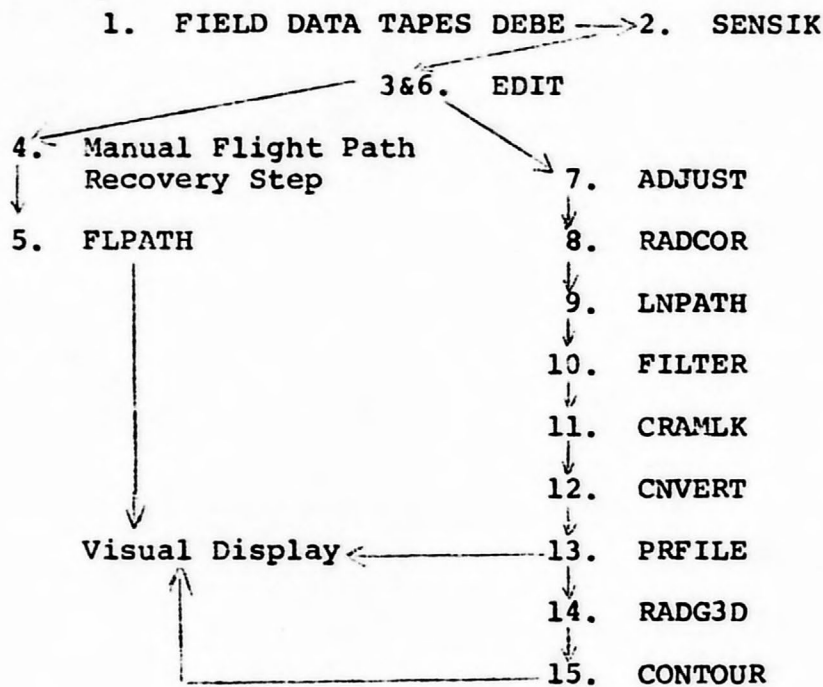 1. FIELD DATA TAPES DEBE 2. SENSIK
3&6. EDIT
4. Manual Flight Path
Recovery Step
7. ADJUST
5. FLPATH
8. RADCOR
9. LNPATH
10. FILTER
11. CRAMLK
12. CNVERT
Visual Display 13. PRFILE
14. RADG3D
15. CONTOUR